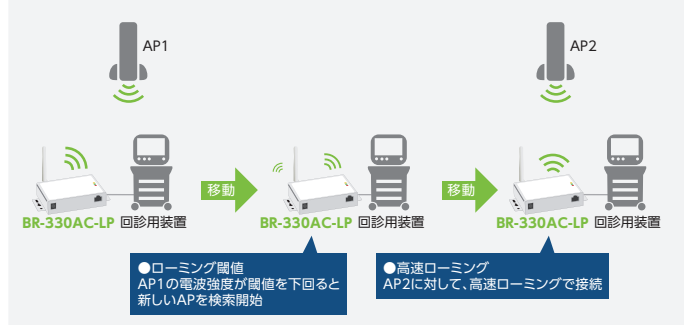 AP1
AP2
移動
移動
BR-330AC-LP 回診用装置
BR-330AC-LP 回診用装置
BR-330AC-LP 回診用装置
●ローミング閾値
AP1の電波強度が閾値を下回ると
新しいAPを検索開始
●高速ローミング
AP2に対して、高速ローミングで接続